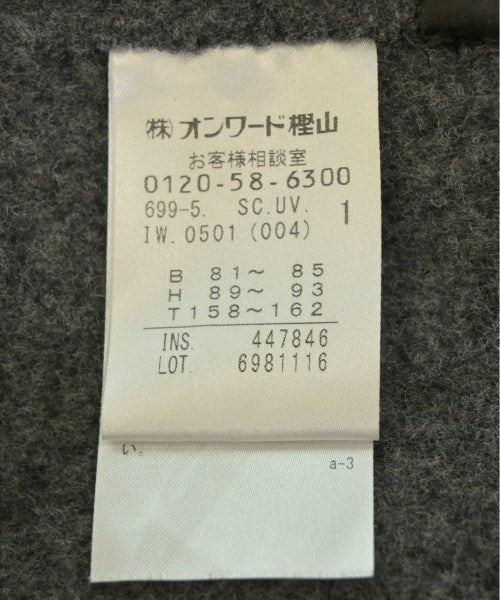 ㈱オンワード樫山
お客様相談室
0120-58-6300
699-5. SC.UV. 1
IW.0501(004)
B 81〜 85
H 89〜 93
T158〜162
INS. 447846
LOT. 6981116
い。
a-3